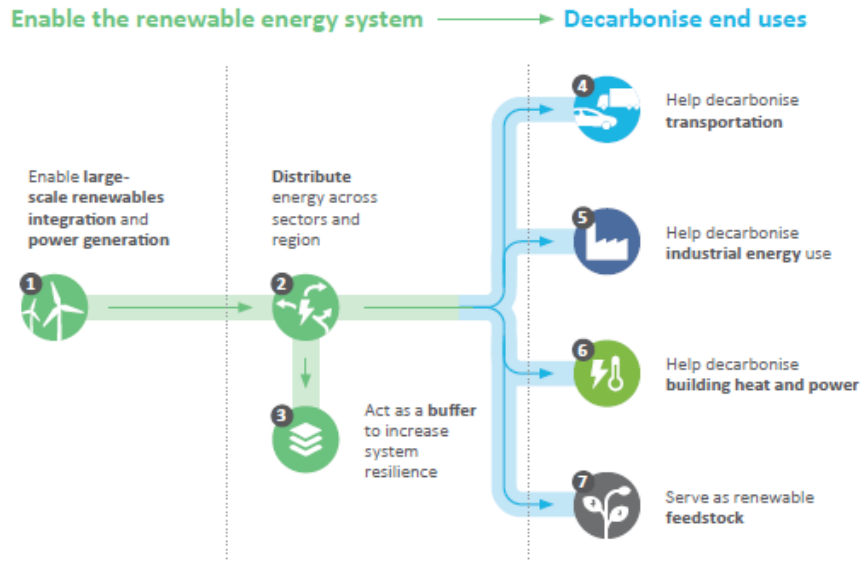 Enable the renewable energy system
Decarbonise end uses
1
Enable large-
scale renewables
integration and
power generation
2
Distribute
energy across
sectors and
region
3
Act as a buffer
to increase
system
resilience
4
Help decarbonise
transportation
5
Help decarbonise
industrial energy use
6
Help decarbonise
building heat and power
7
Serve as renewable
feedstock